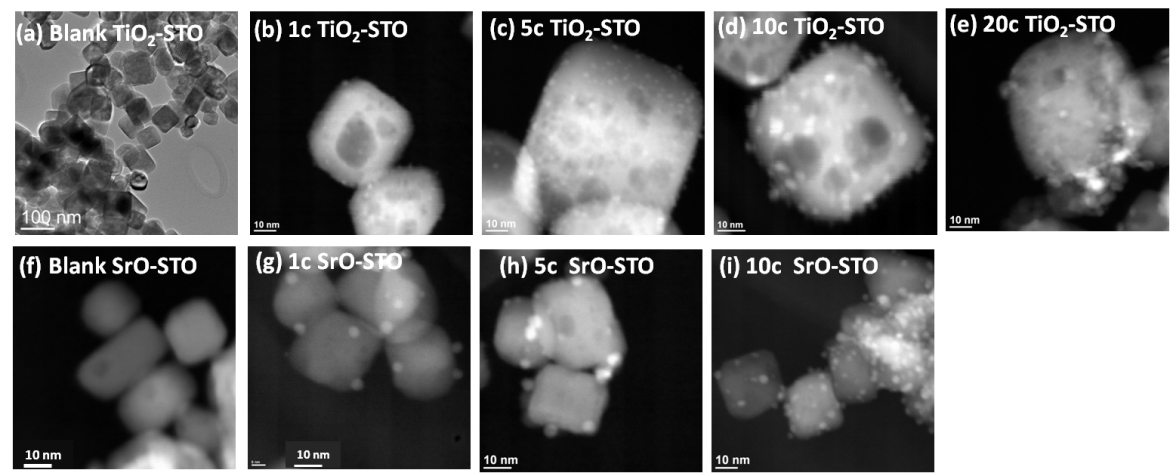 (a) Blank TiO₂-STO
100 nm
(b) 1c TiO₂-STO
10 nm
(c) 5c TiO₂-STO
10 nm
(d) 10c TiO₂-STO
10 nm
(e) 20c TiO₂-STO
10 nm
(f) Blank SrO-STO
10 nm
(g) 1c SrO-STO
10 nm
(h) 5c SrO-STO
10 nm
(i) 10c SrO-STO
10 nm